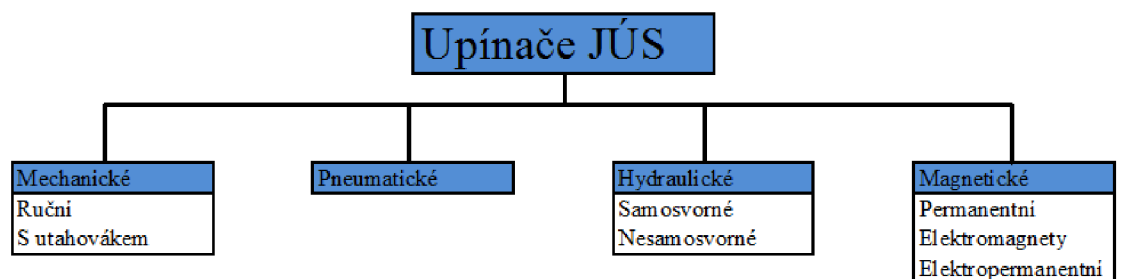 Upínače JÚS
Mechanické
Ruční
S utahovákem
Pneumatické
Hydraulické
Samosvorné
Nesamosvorné
Magnetické
Permanentní
Elektromagnety
Elektropermanentní